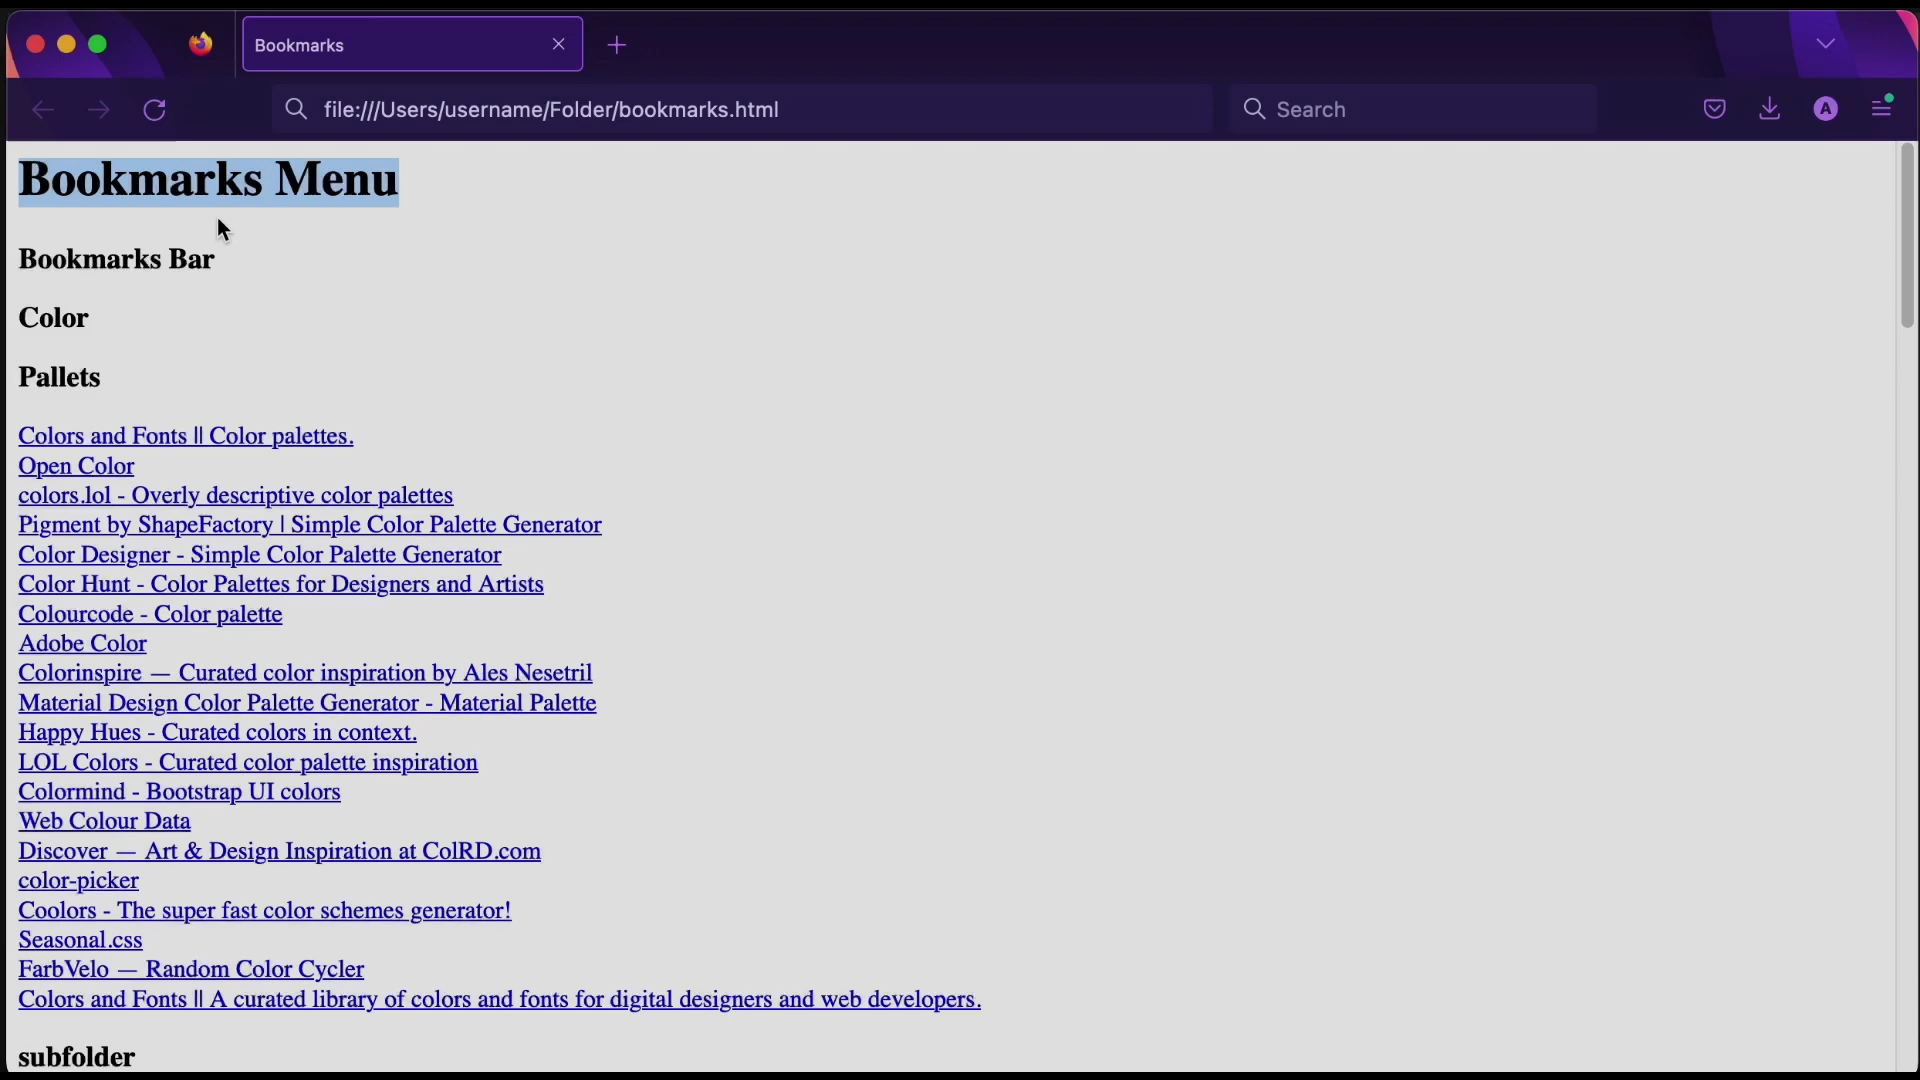 Bookmarks
file:///Users/username/Folder/bookmarks.html
Search
A
Bookmarks Menu
Bookmarks Bar
Color
Pallets
Colors and Fonts || Color palettes.
Open Color
colors.lol - Overly descriptive color palettes
Pigment by ShapeFactory | Simple Color Palette Generator
Color Designer - Simple Color Palette Generator
Color Hunt - Color Palettes for Designers and Artists
Colourcode - Color palette
Adobe Color
Colorinspire — Curated color inspiration by Ales Nesetril
Material Design Color Palette Generator - Material Palette
Happy Hues - Curated colors in context.
LOL Colors - Curated color palette inspiration
Colormind - Bootstrap UI colors
Web Colour Data
Discover — Art & Design Inspiration at ColRD.com
color-picker
Coolors - The super fast color schemes generator!
Seasonal.css
FarbVelo — Random Color Cycler
Colors and Fonts || A curated library of colors and fonts for digital designers and web developers.
subfolder